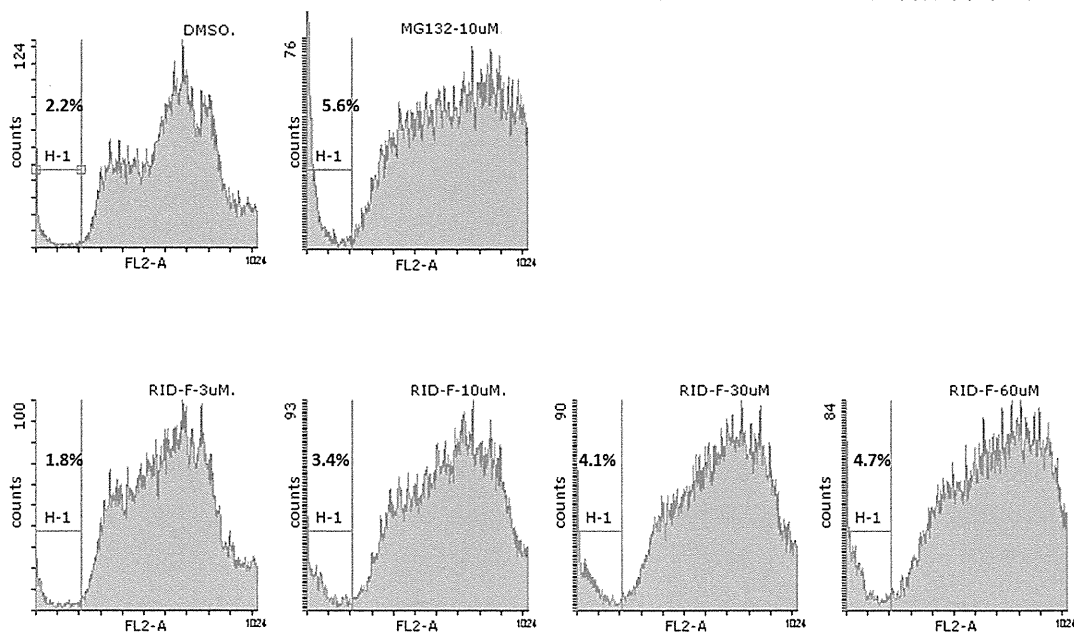 DMSO.
124
counts
2.2%
H-1
FL2-A
1024
MG132-10uM
76
counts
5.6%
H-1
FL2-A
1024
RID-F-3uM.
100
counts
1.8%
H-1
FL2-A
1024
RID-F-10uM.
93
counts
3.4%
H-1
FL2-A
1024
RID-F-30uM
90
counts
4.1%
H-1
FL2-A
1024
RID-F-60uM
84
counts
4.7%
H-1
FL2-A
1024